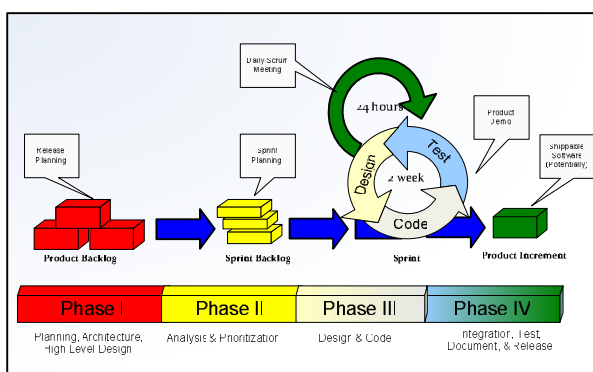 Daily Scrum
Meeting
24 hours
Product
Demo
Release
Planning
Sprint
Planning
Shippable
Software
(Potentially)
Design
Test
2 week
Code
Product Backlog
Sprint Backlog
Sprint
Product Increment
Phase I
Phase II
Phase III
Phase IV
Planning, Architecture,
High Level Design
Analysis & Prioritization
Design & Code
Integration, Test,
Document, & Release